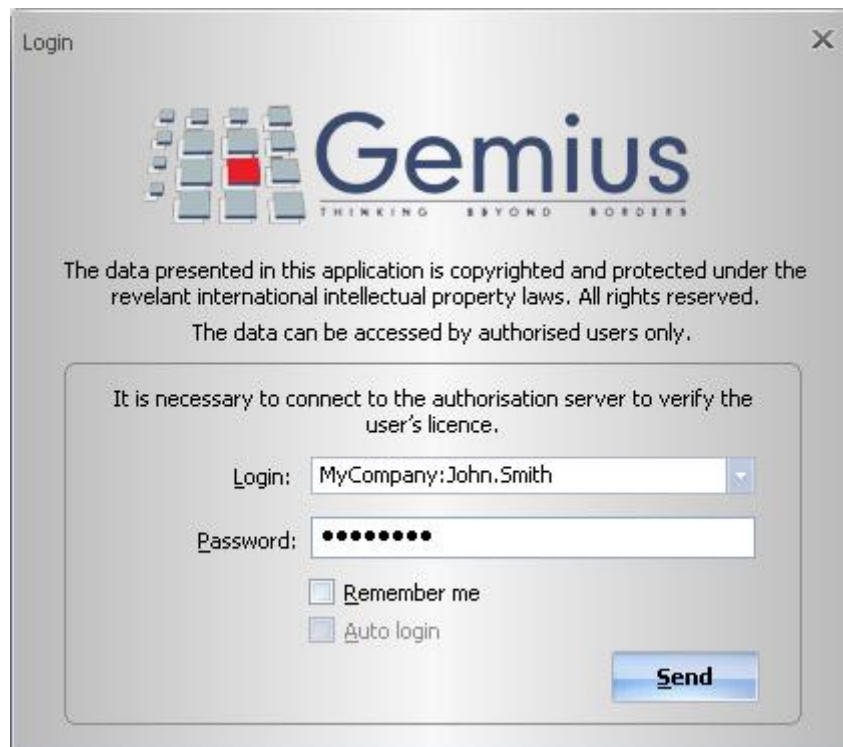 Login
Gemius
THINKING BEYOND BORDERS
The data presented in this application is copyrighted and protected under the
revelant international intellectual property laws. All rights reserved.
The data can be accessed by authorised users only.
It is necessary to connect to the authorisation server to verify the
user's licence.
Login: MyCompany:John.Smith
Password: ●●●●●●●●
Remember me
Auto login
Send